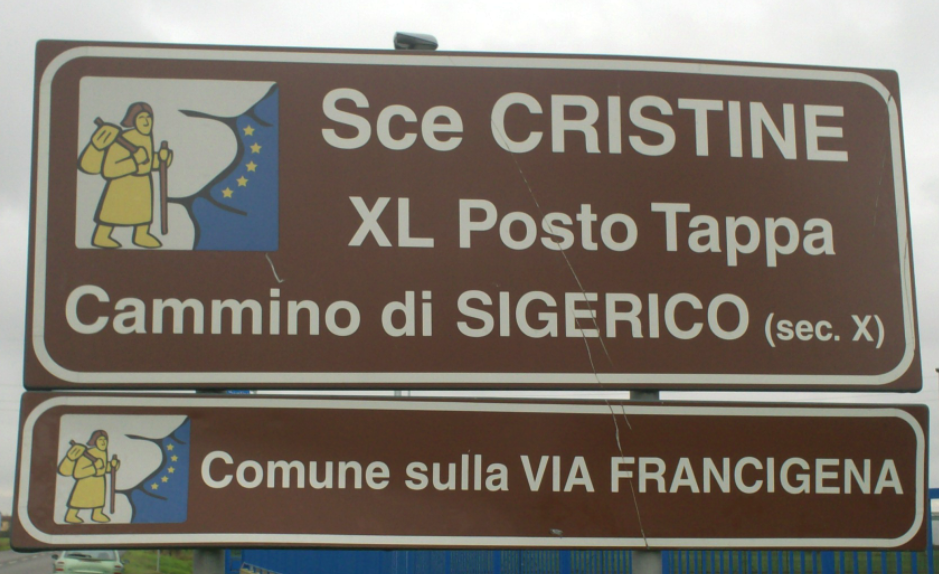 Sce CRISTINE
XL Posto Tappa
Cammino di SIGERICO (sec. X)
Comune sulla VIA FRANCIGENA